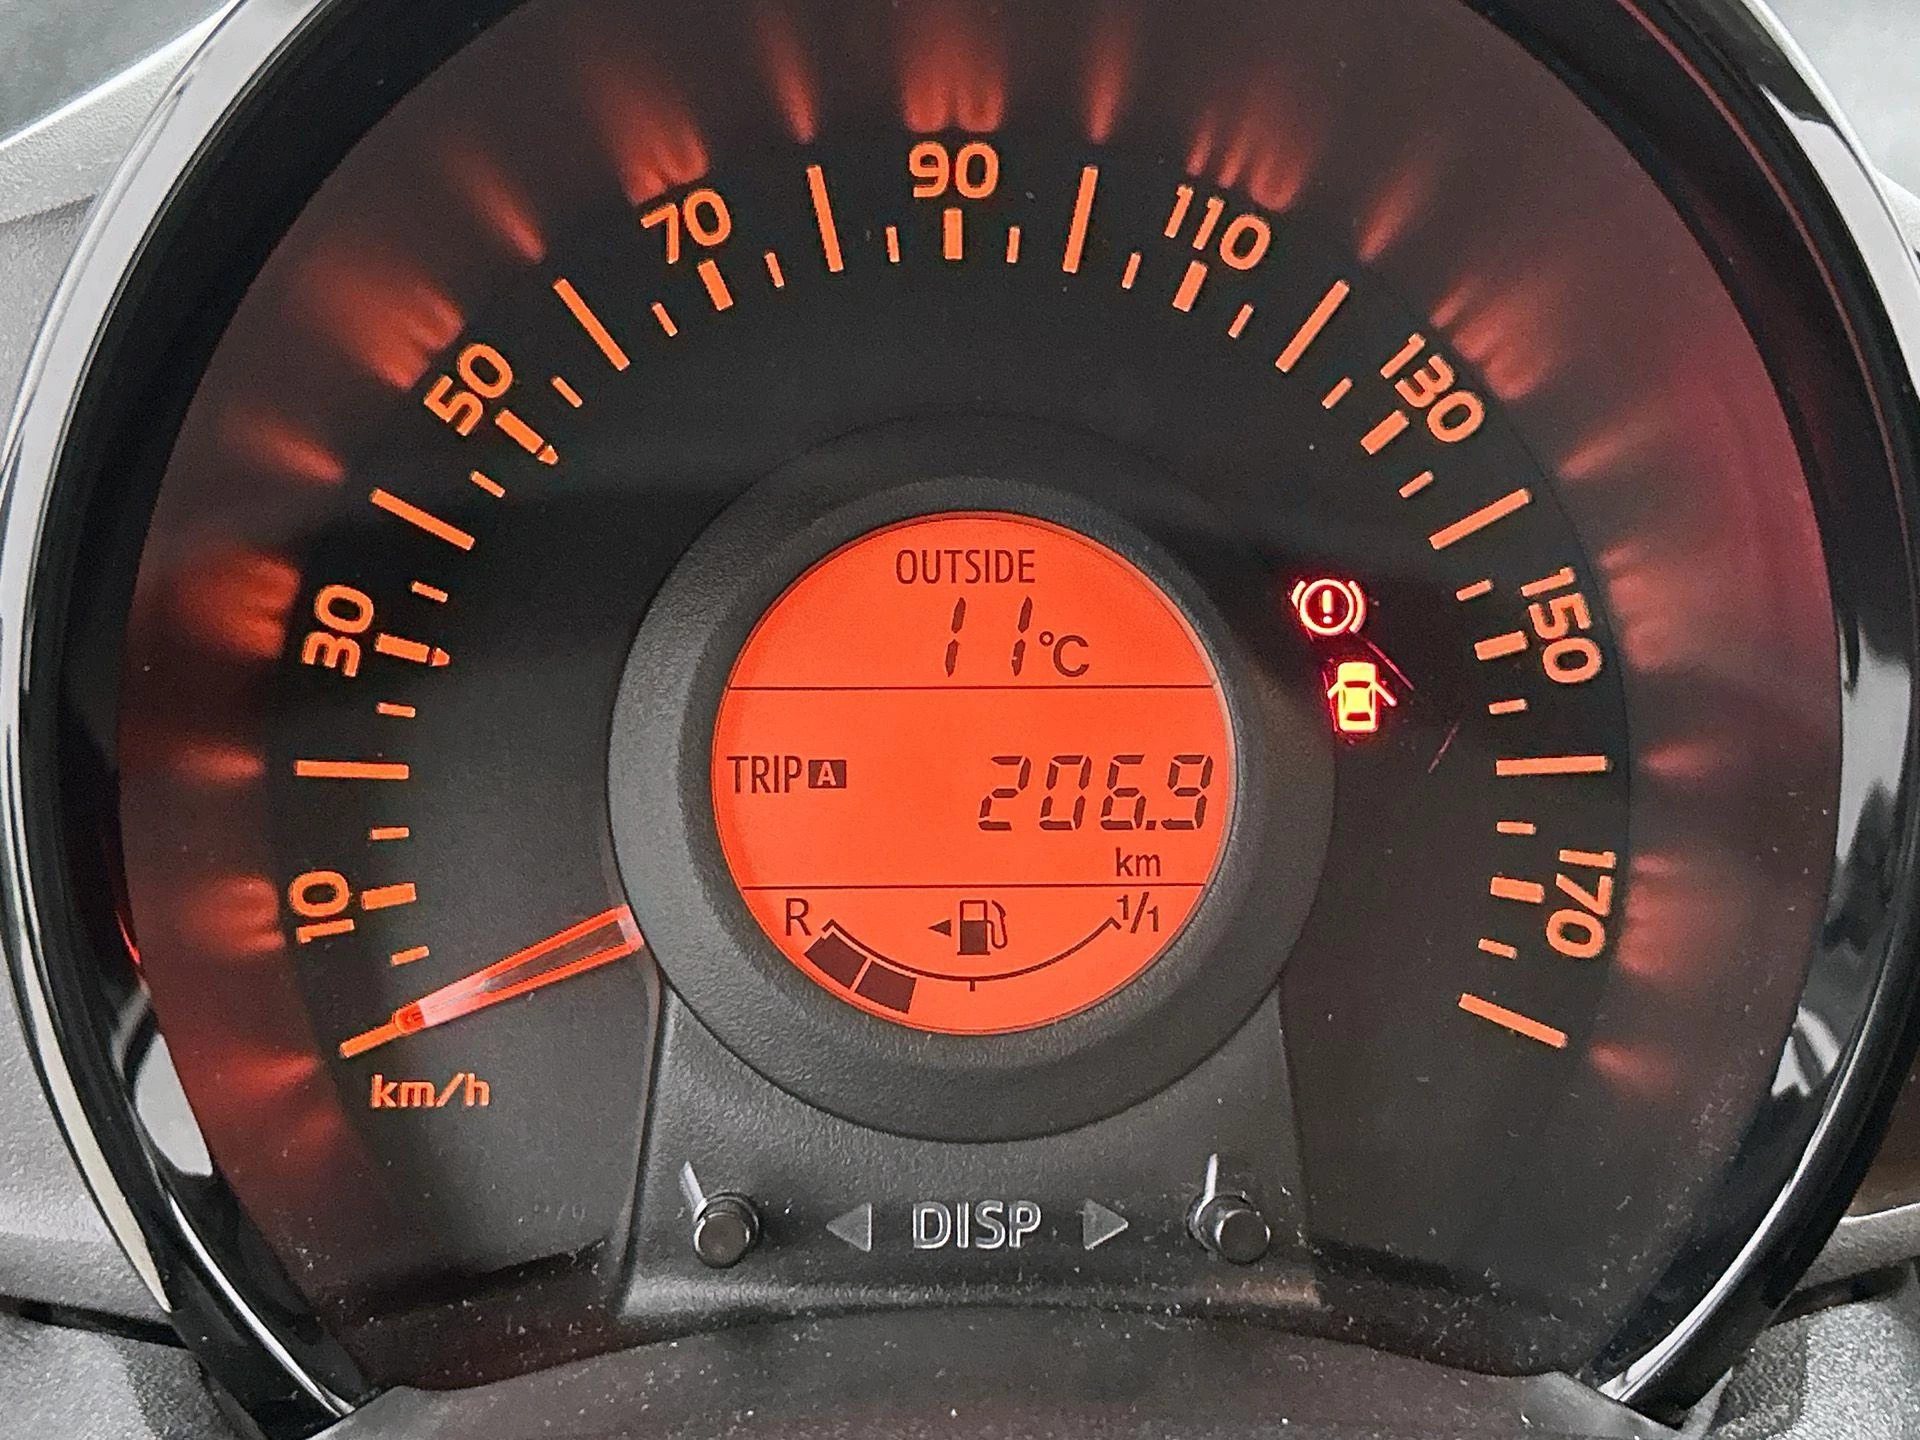 90
70
110
50
130
30
150
10
170
km/h
OUTSIDE
11°C
TRIP A 206.9
km
R 1/1
DISP